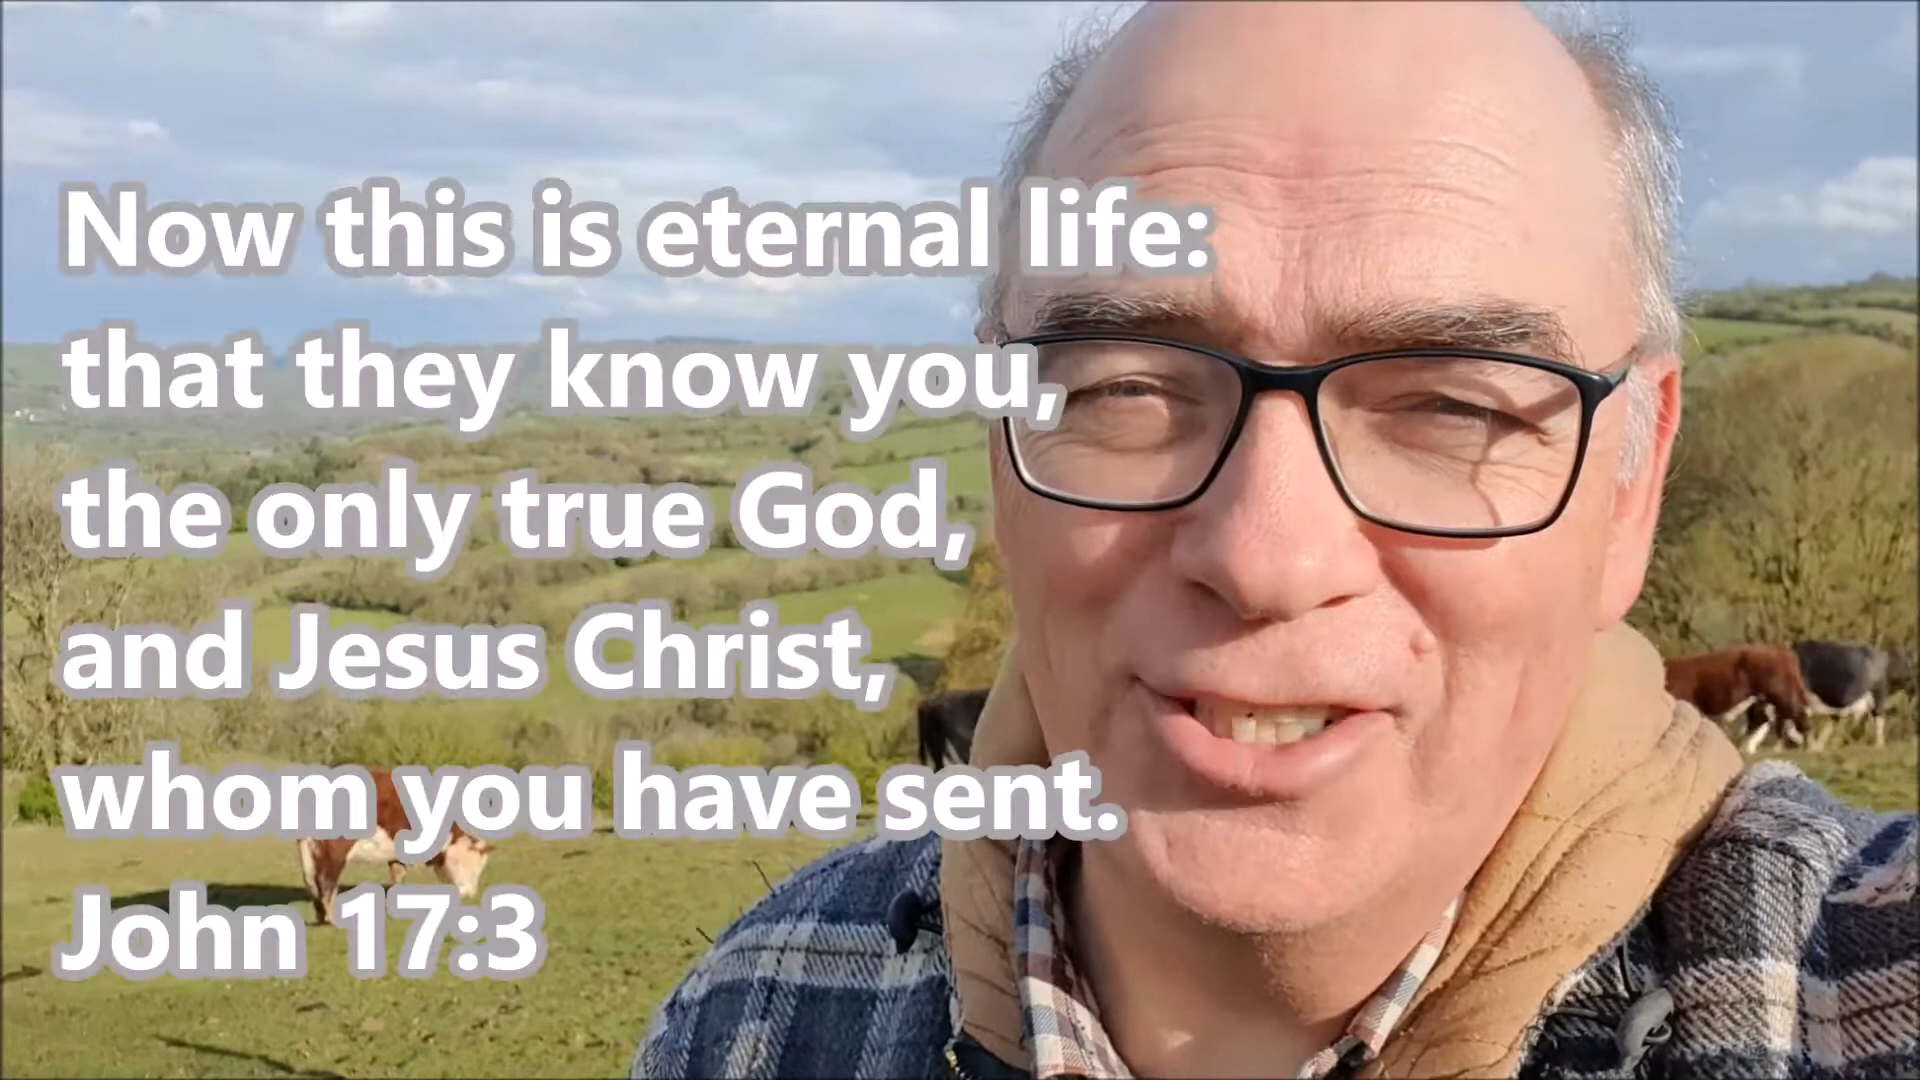 Now this is eternal life:
that they know you,
the only true God,
and Jesus Christ,
whom you have sent.
John 17:3